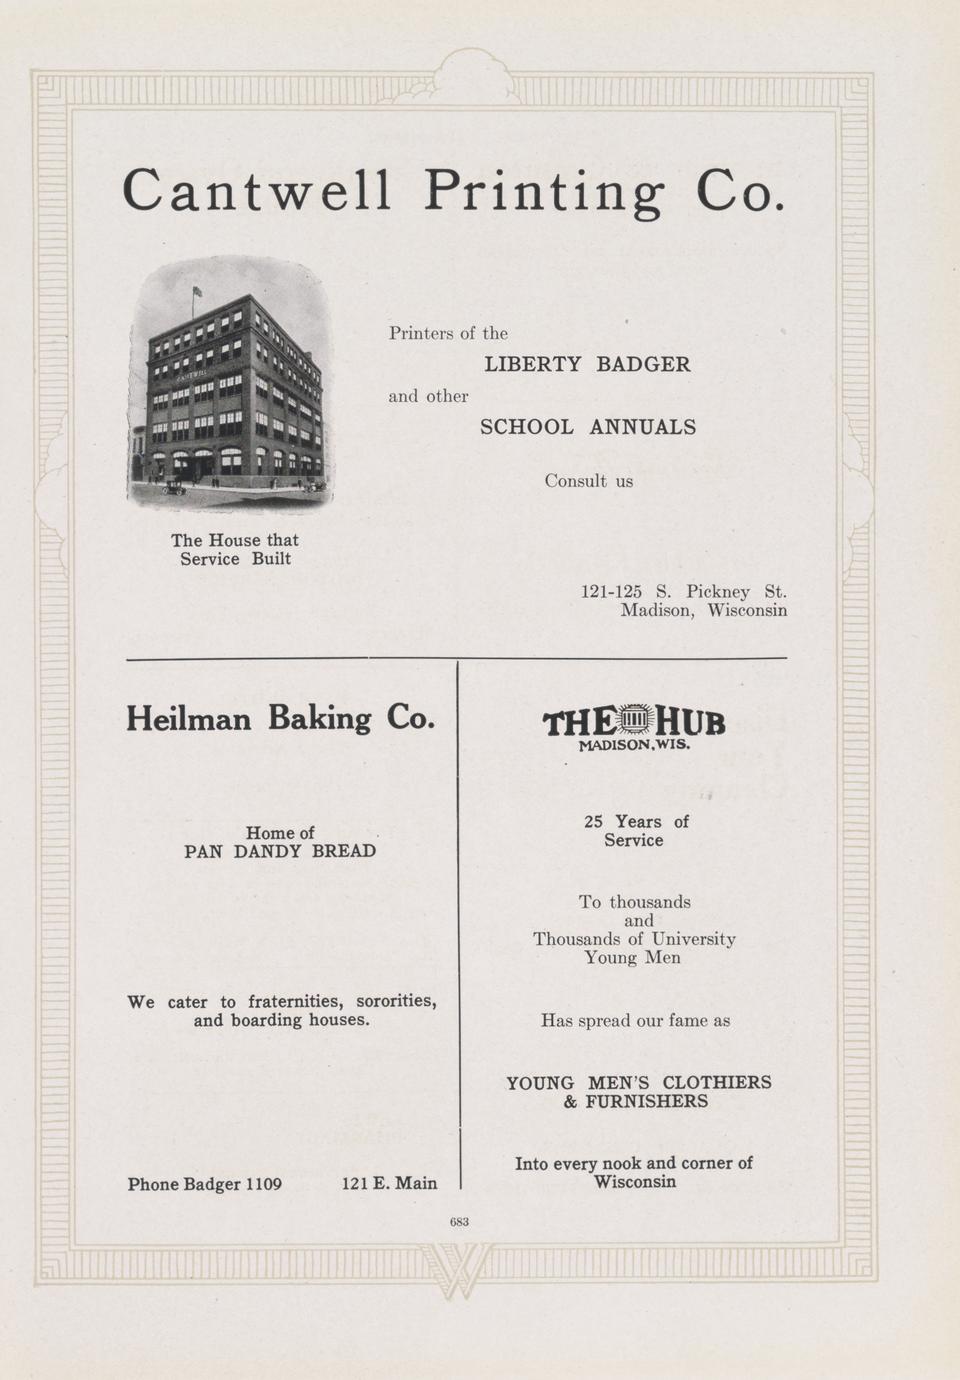 Cantwell Printing Co.
CANTWELL
Printers of the
LIBERTY BADGER
and other
SCHOOL ANNUALS
Consult us
The House that
Service Built
121-125 S. Pickney St.
Madison, Wisconsin
Heilman Baking Co.
Home of
PAN DANDY BREAD
We cater to fraternities, sororities,
and boarding houses.
Phone Badger 1109 121 E. Main
THE HUB
MADISON, WIS.
25 Years of
Service
To thousands
and
Thousands of University
Young Men
Has spread our fame as
YOUNG MEN'S CLOTHIERS
& FURNISHERS
Into every nook and corner of
Wisconsin
683
W